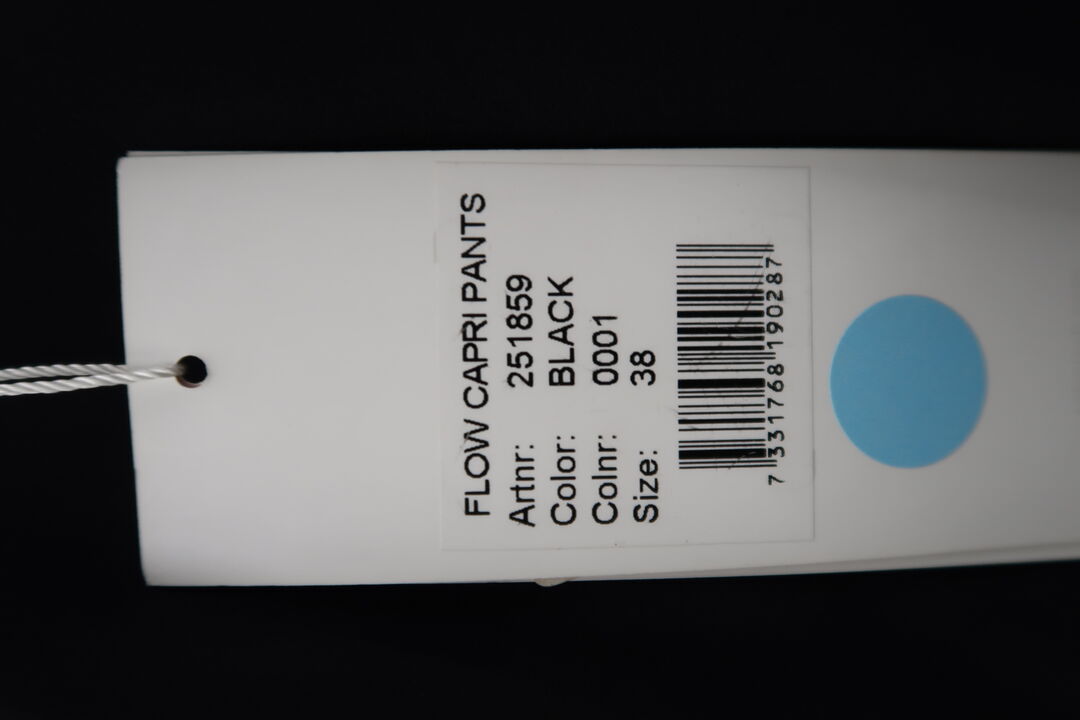 FLOW CAPRI PANTS
Artnr: 251859
Color: BLACK
Colnr: 0001
Size: 38
7 331768 190287